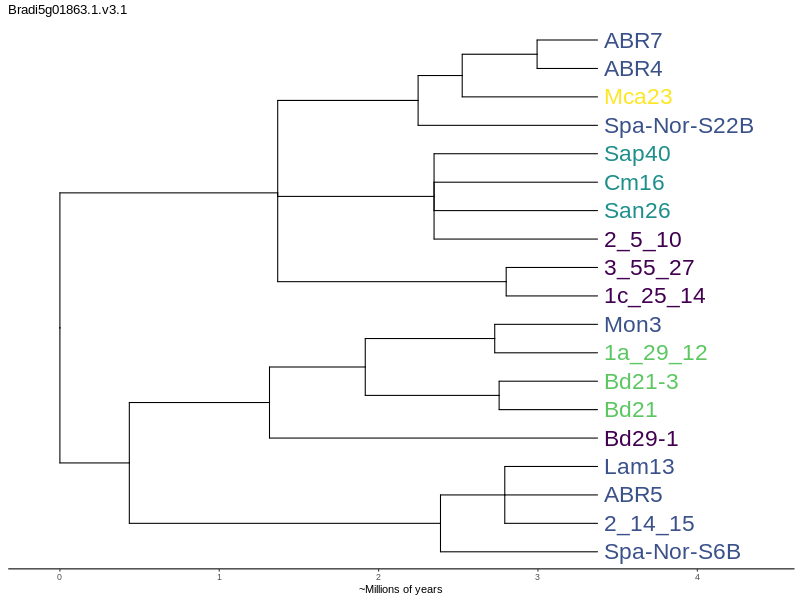 Bradi5g01863.1.v3.1
ABR7
ABR4
Mca23
Spa-Nor-S22B
Sap40
Cm16
San26
2_5_10
3_55_27
1c_25_14
Mon3
1a_29_12
Bd21-3
Bd21
Bd29-1
Lam13
ABR5
2_14_15
Spa-Nor-S6B
0 1 2 3 4
~Millions of years